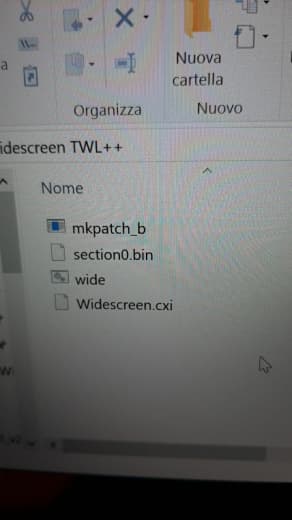 Nuova
cartella
Organizza
Nuovo
idescreen TWL++
Nome
mkpatch_b
section0.bin
wide
Widescreen.cxi